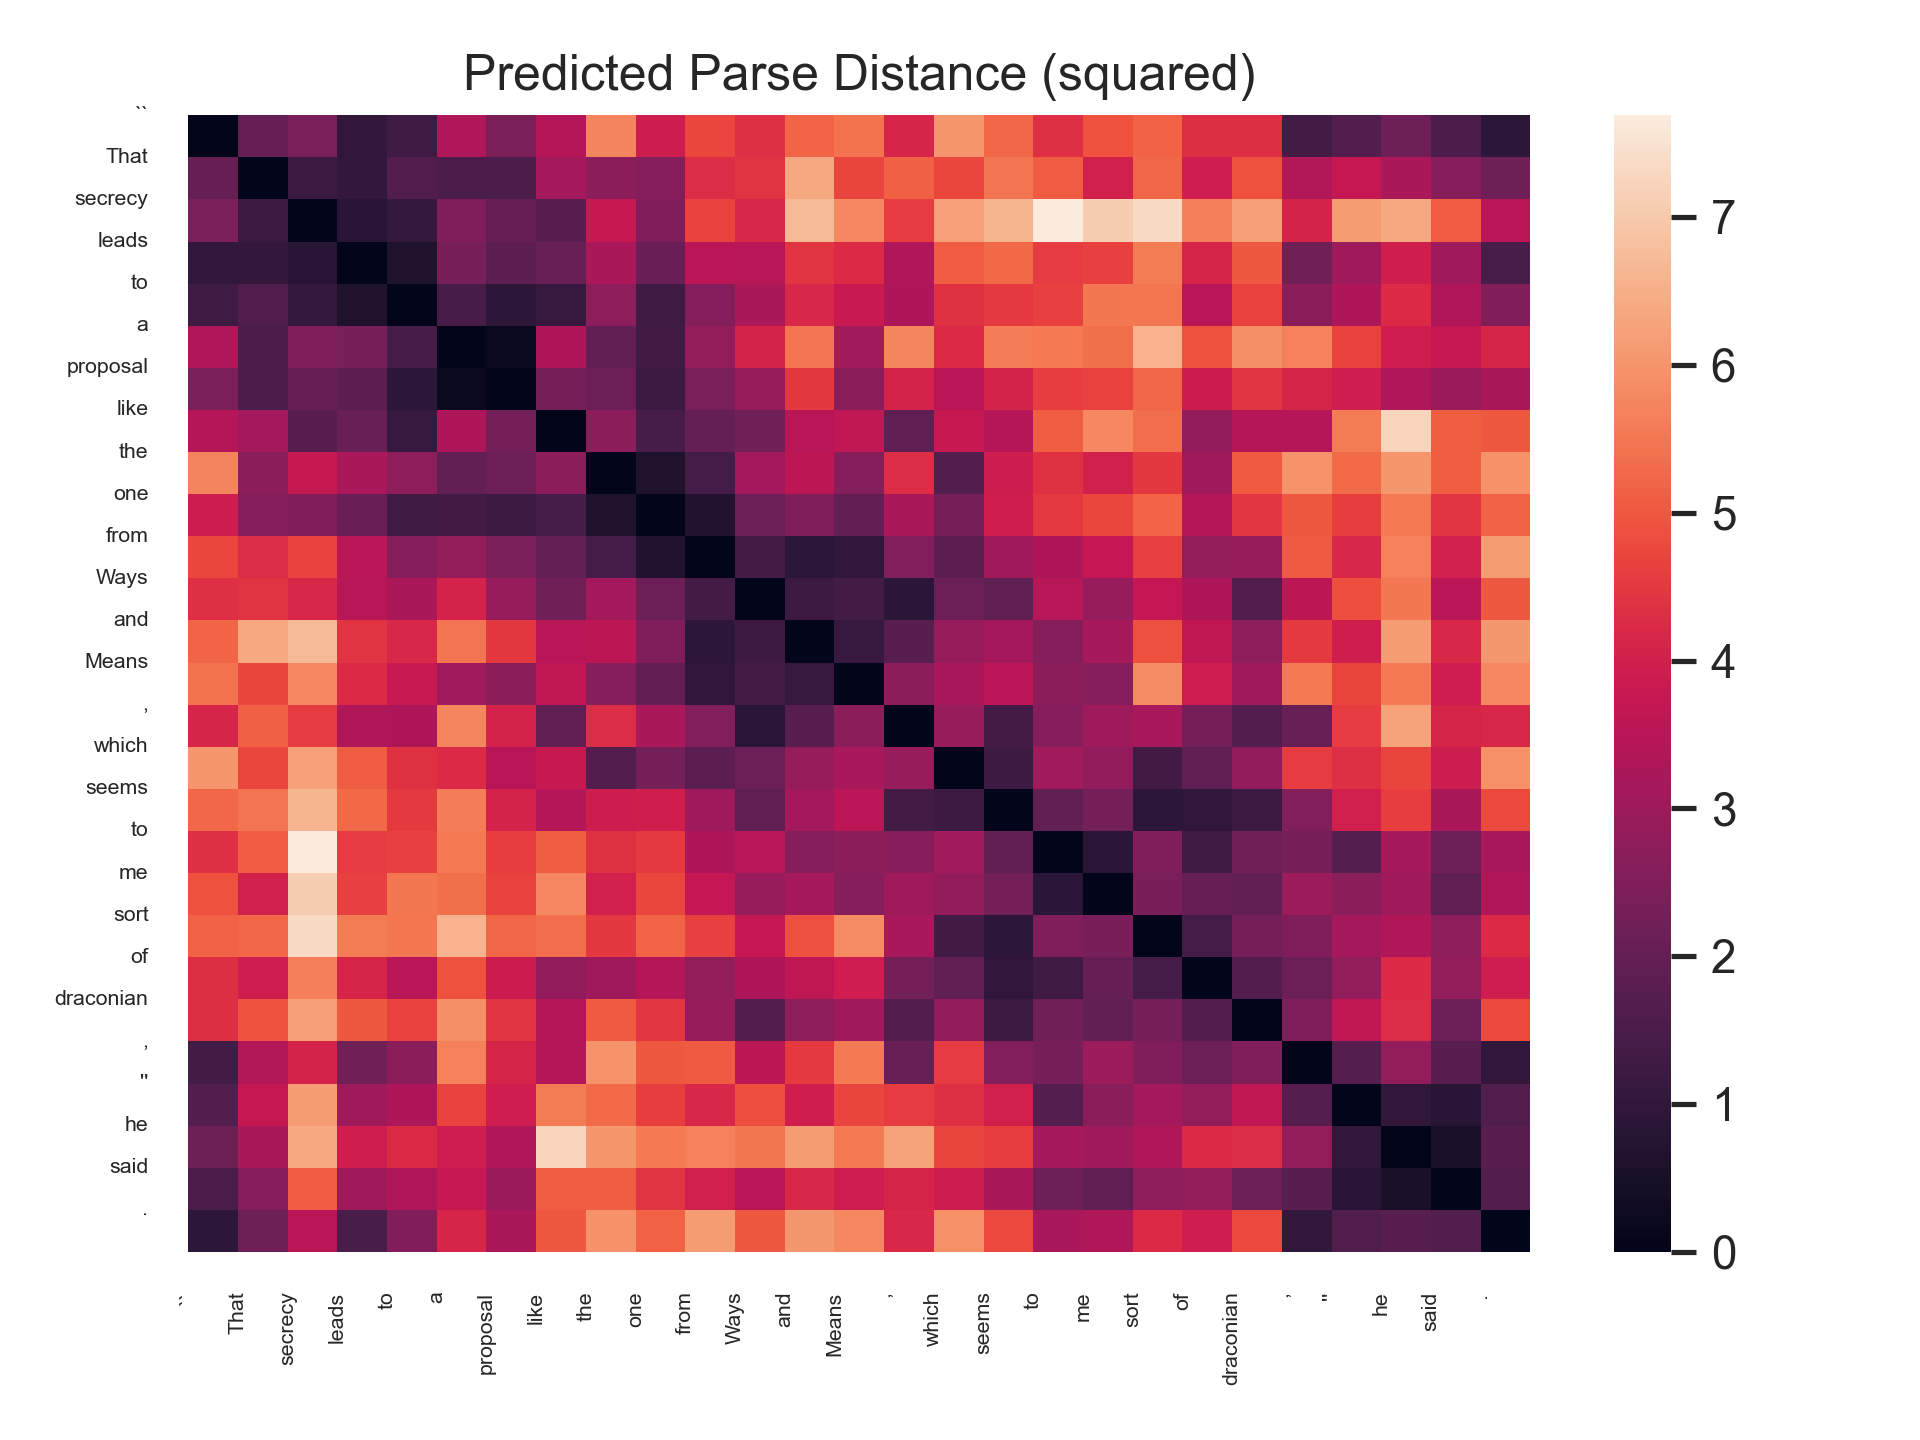 Predicted Parse Distance (squared)
``
That
secrecy
leads
to
a
proposal
like
the
one
from
Ways
and
Means
,
which
seems
to
me
sort
of
draconian
,
''
he
said
.
7
6
5
4
3
2
1
0
``
That
secrecy
leads
to
a
proposal
like
the
one
from
Ways
and
Means
,
which
seems
to
me
sort
of
draconian
,
''
he
said
.